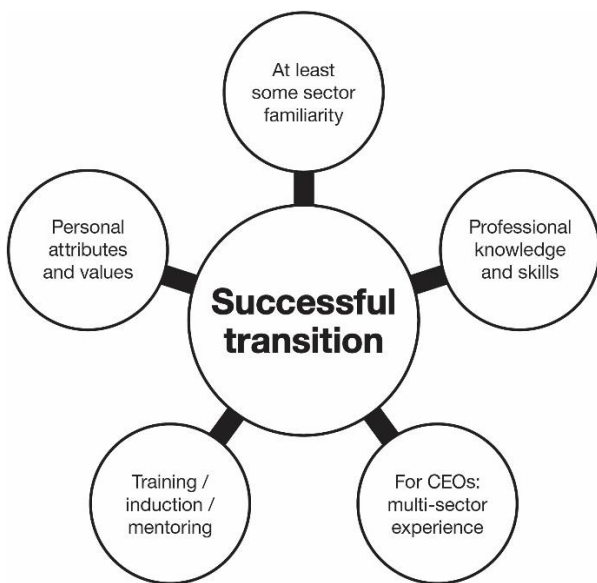 At least
some sector
familiarity
Personal
attributes
and values
Professional
knowledge
and skills
Successful
transition
Training /
induction /
mentoring
For CEOs:
multi-sector
experience